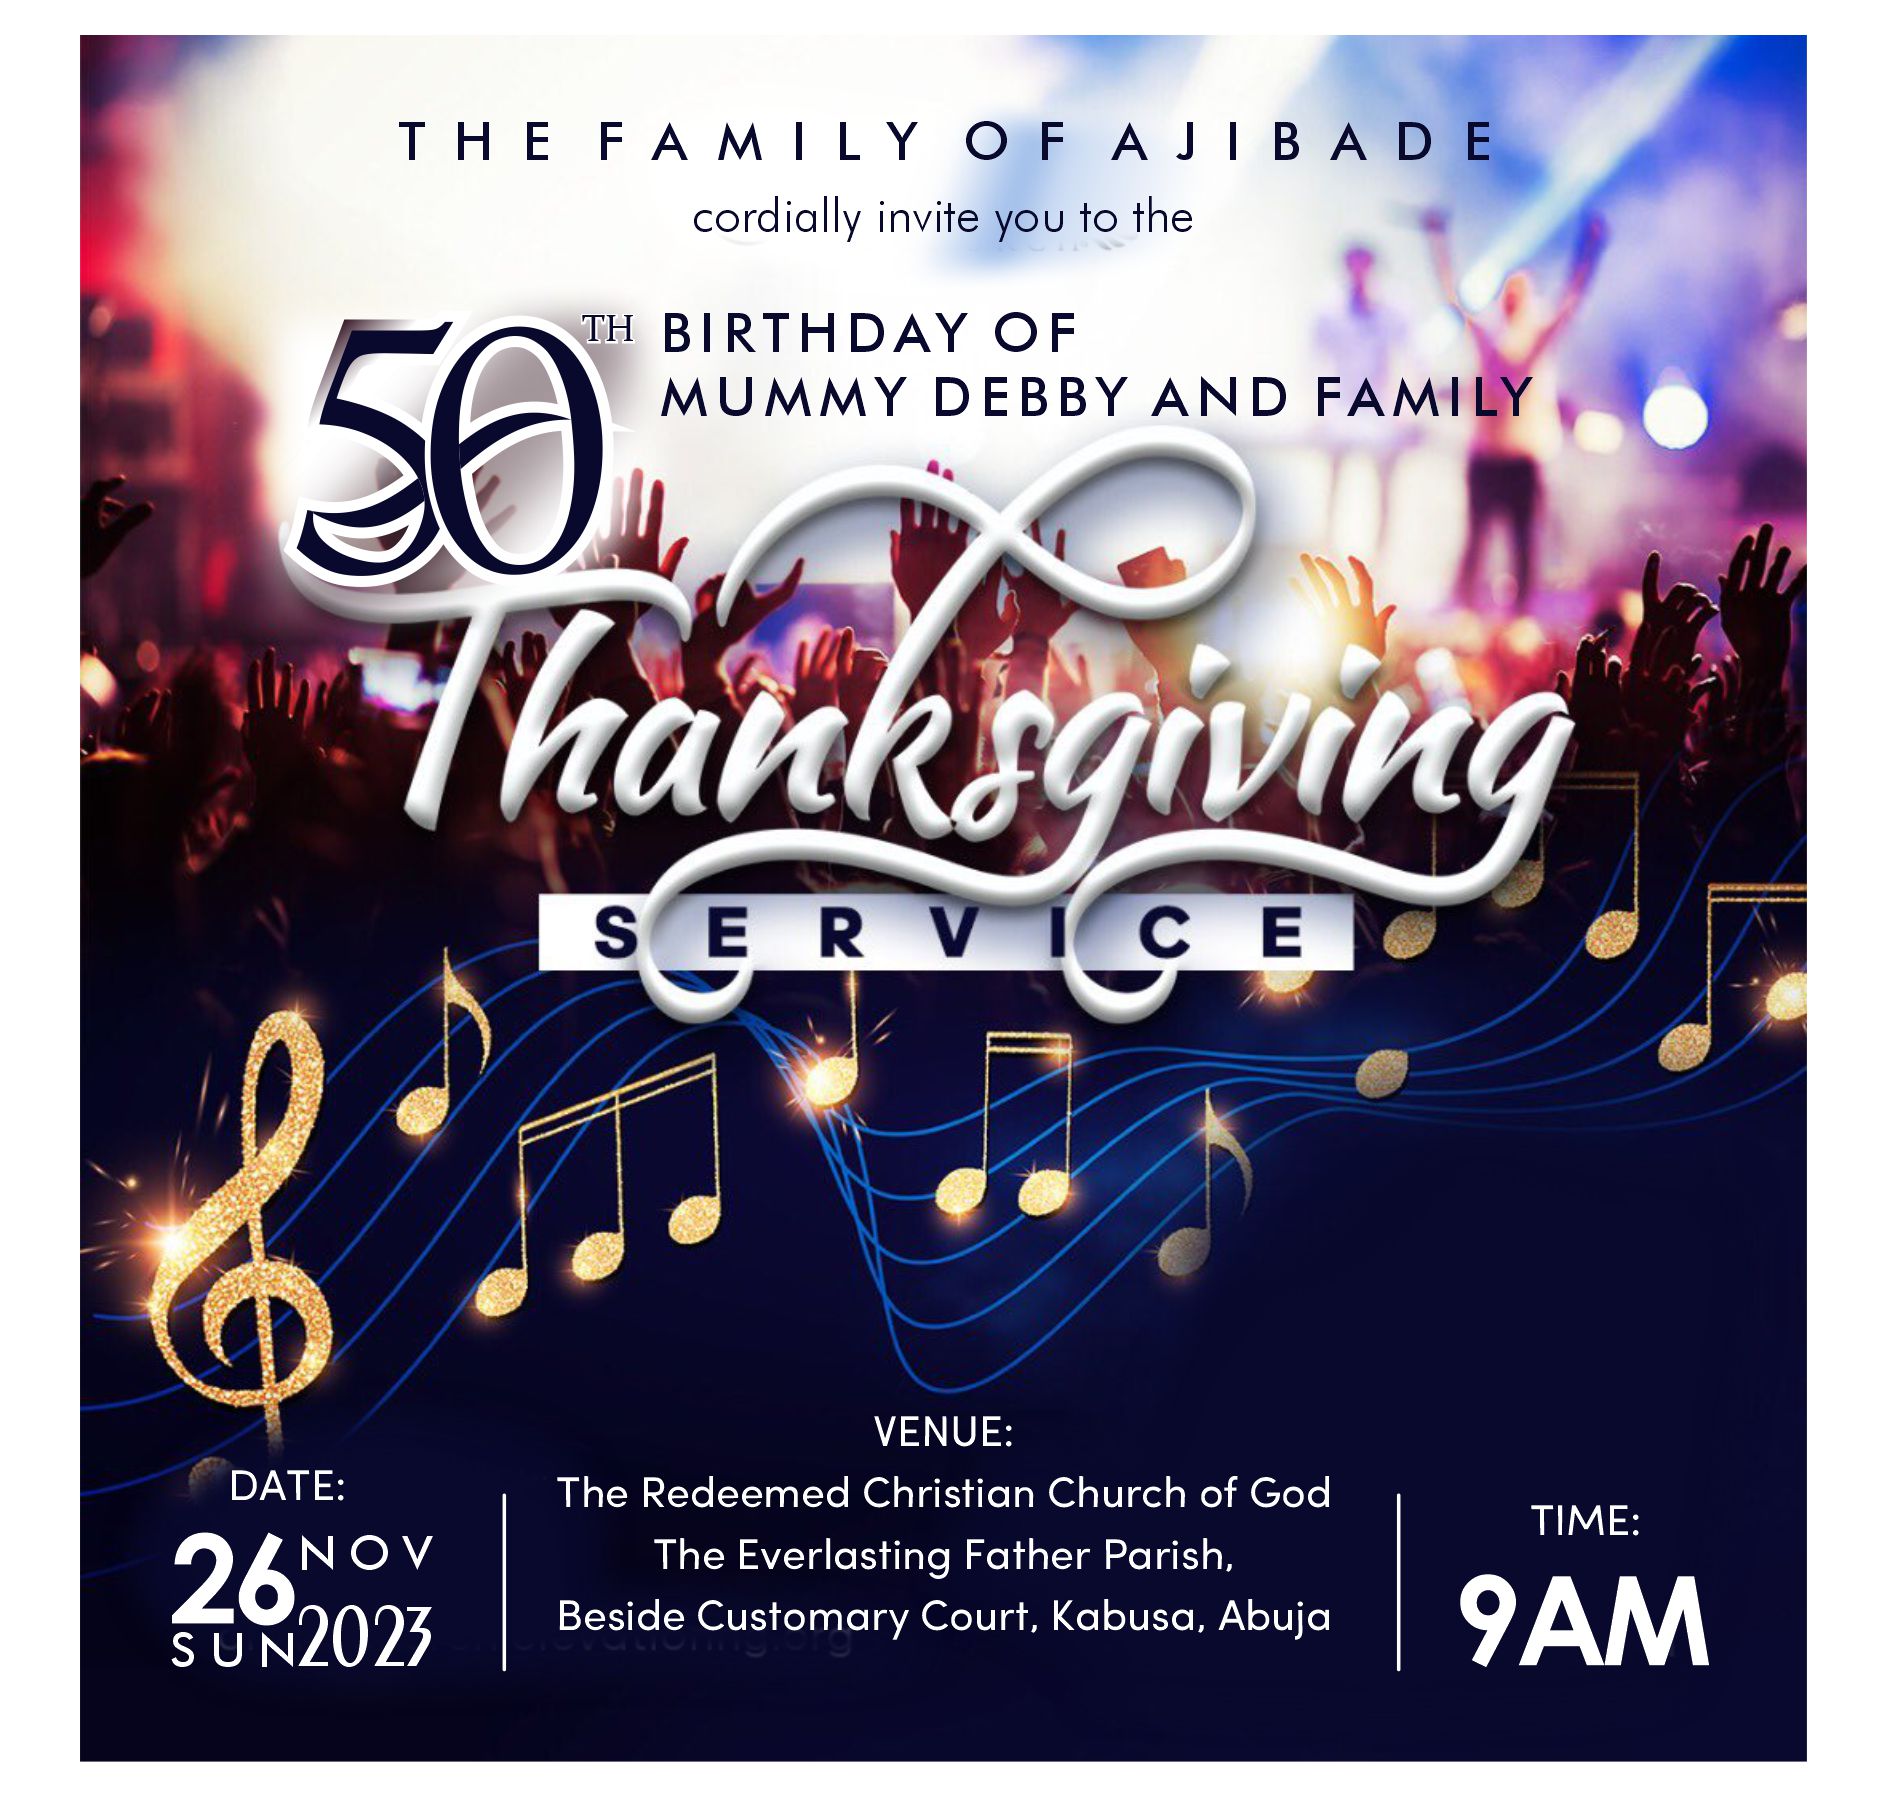 THE FAMILY OF AJIBADE
cordially invite you to the
50TH BIRTHDAY OF
MUMMY DEBBY AND FAMILY
Thanksgiving
SERVICE
DATE:
26 NOV
SUN 2023
VENUE:
The Redeemed Christian Church of God
The Everlasting Father Parish,
Beside Customary Court, Kabusa, Abuja
TIME:
9AM